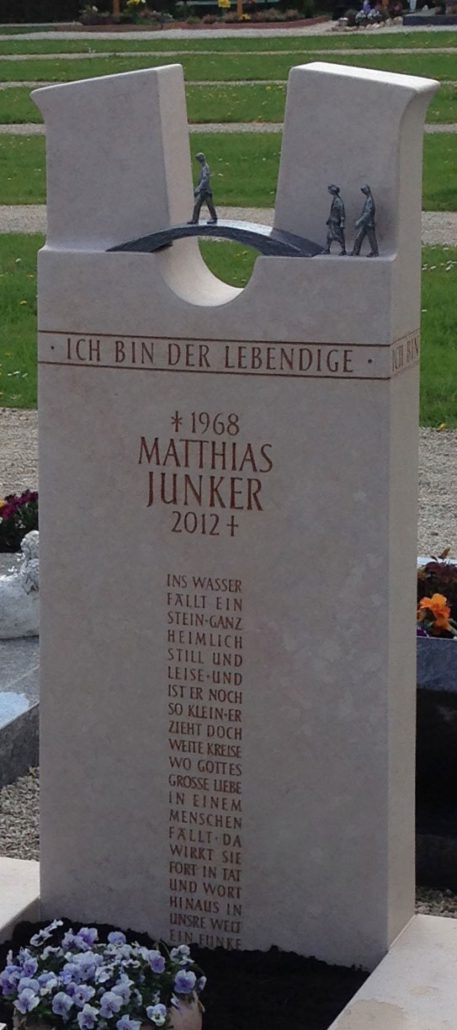 · ICH BIN DER LEBENDIGE · ICH BIN
* 1968
MATTHIAS
JUNKER
2012 +
INS WASSER
FÄLLT EIN
STEIN·GANZ
HEIMLICH
STILL UND
LEISE·UND
IST ER NOCH
SO KLEIN·ER
ZIEHT DOCH
WEITE KREISE
WO GOTTES
GROSSE LIEBE
IN EINEM
MENSCHEN
FÄLLT·DA
WIRKT SIE
FORT IN TAT
UND WORT
HINAUS IN
UNSRE WELT
EIN FUNKE